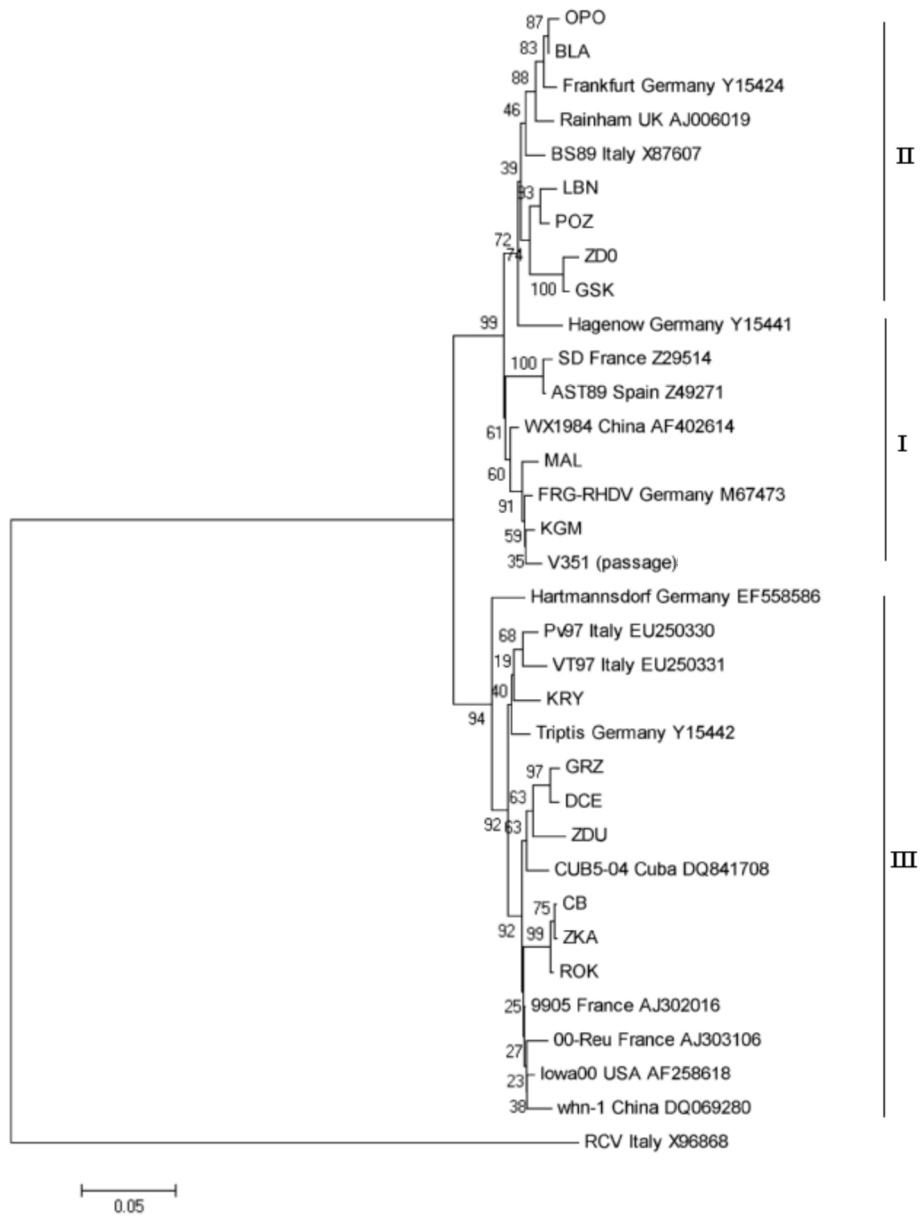 87 OPO
83 BLA
88 Frankfurt Germany Y15424
46 Rainham UK AJ006019
BS89 Italy X87607
II
39
93 LBN
POZ
72
74 ZD0
100 GSK
99 Hagenow Germany Y15441
100 SD France Z29514
AST89 Spain Z49271
61 WX1984 China AF402614
I
60 MAL
91 FRG-RHDV Germany M67473
59 KGM
35 V351 (passage)
Hartmannsdorf Germany EF558586
68 Pv97 Italy EU250330
19 VT97 Italy EU250331
40 KRY
94 Triptis Germany Y15442
97 GRZ
63 DCE
92 63 ZDU
III
CUB5-04 Cuba DQ841708
75 CB
92 99 ZKA
ROK
25 9905 France AJ302016
27 00-Reu France AJ303106
23 Iowa00 USA AF258618
38 whn-1 China DQ069280
RCV Italy X96868
0.05